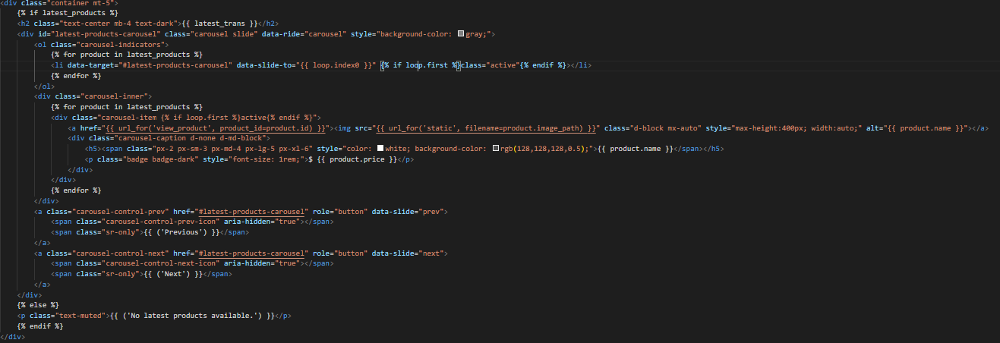 <div class="container mt-5">
{% if latest_products %}
<h2 class="text-center mb-4 text-dark">{{ latest_trans }}</h2>
<div id="latest-products-carousel" class="carousel slide" data-ride="carousel" style="background-color: gray;">
<ol class="carousel-indicators">
{% for product in latest_products %}
<li data-target="#latest-products-carousel" data-slide-to="{{ loop.index0 }}" {% if loop.first %}class="active"{% endif %}></li>
{% endfor %}
</ol>
<div class="carousel-inner">
{% for product in latest_products %}
<div class="carousel-item {% if loop.first %}active{% endif %}">
<a href="{{ url_for('view_product', product_id=product.id) }}"><img src="{{ url_for('static', filename=product.image_path) }}" class="d-block mx-auto" style="max-height:400px; width:auto;" alt="{{ product.name }}"></a>
<div class="carousel-caption d-none d-md-block">
<h5><span class="px-2 px-sm-3 px-md-4 px-lg-5 px-xl-6" style="color: white; background-color: rgb(128,128,128,0.5);">{{ product.name }}</span></h5>
<p class="badge badge-dark" style="font-size: 1rem;">$ {{ product.price }}</p>
</div>
</div>
{% endfor %}
</div>
<a class="carousel-control-prev" href="#latest-products-carousel" role="button" data-slide="prev">
<span class="carousel-control-prev-icon" aria-hidden="true"></span>
<span class="sr-only">{{ ('Previous') }}</span>
</a>
<a class="carousel-control-next" href="#latest-products-carousel" role="button" data-slide="next">
<span class="carousel-control-next-icon" aria-hidden="true"></span>
<span class="sr-only">{{ ('Next') }}</span>
</a>
</div>
{% else %}
<p class="text-muted">{{ ('No latest products available.') }}</p>
{% endif %}
</div>